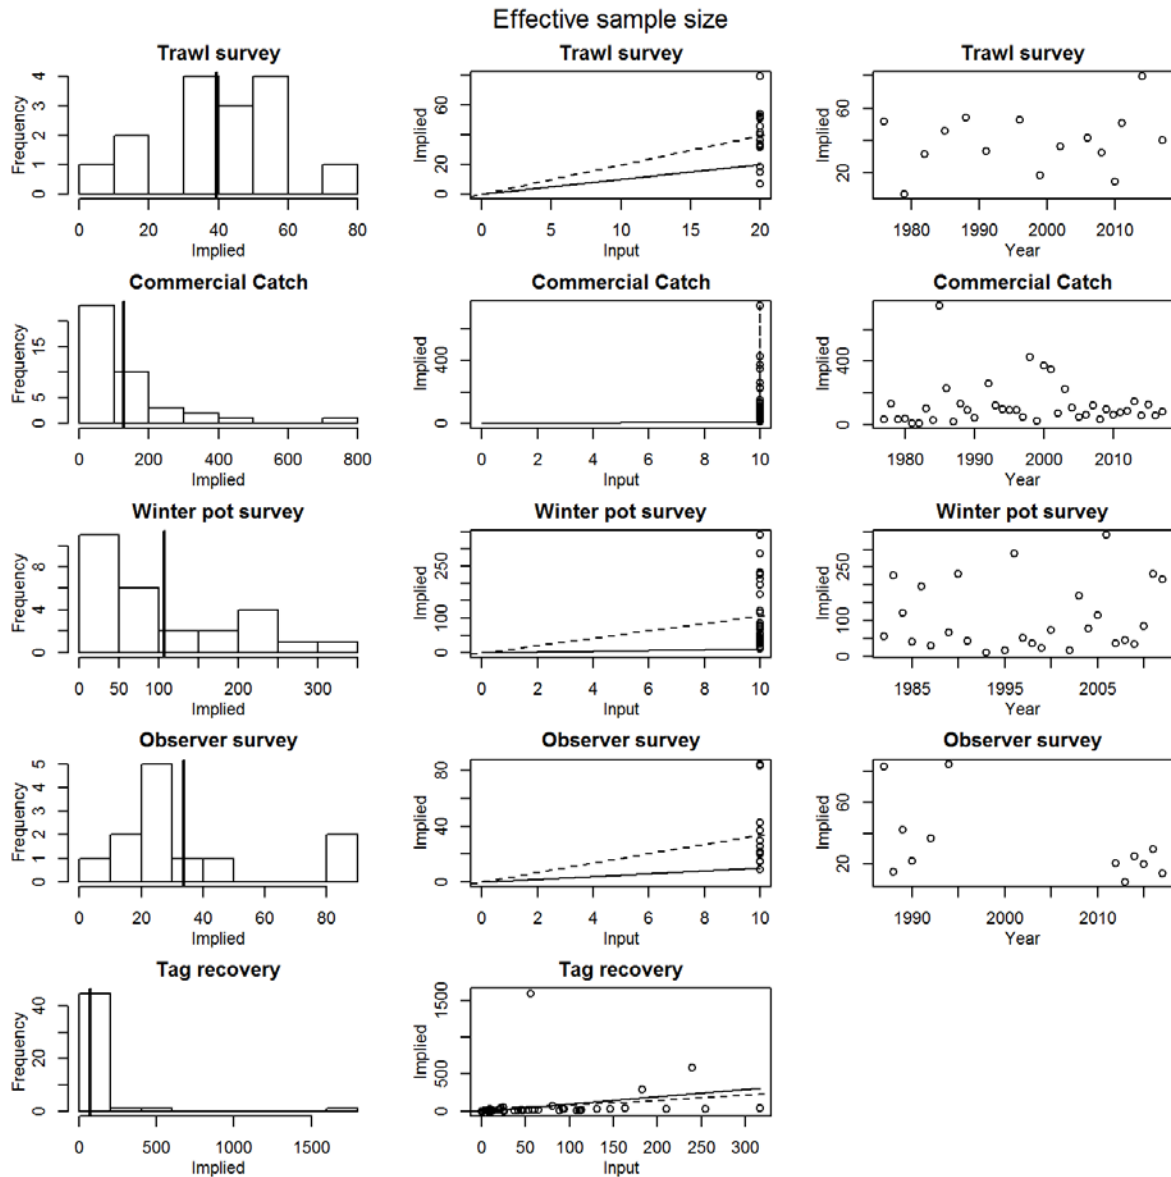 Effective sample size
Trawl survey Trawl survey Trawl survey
Frequency
0 1 2 3 4
0 20 40 60 80
Implied
Implied
0 20 60
0 5 10 15 20
Input
Implied
20 60
1980 1990 2000 2010
Year
Commercial Catch Commercial Catch Commercial Catch
Frequency
0 5 15
0 200 400 600 800
Implied
Implied
0 400
0 2 4 6 8 10
Input
Implied
0 400
1980 1990 2000 2010
Year
Winter pot survey Winter pot survey Winter pot survey
Frequency
0 4 8
0 50 100 200 300
Implied
Implied
0 100 250
0 2 4 6 8 10
Input
Implied
0 100 250
1985 1995 2005
Year
Observer survey Observer survey Observer survey
Frequency
0 1 2 3 4 5
0 20 40 60 80
Implied
Implied
0 40 80
0 2 4 6 8 10
Input
Implied
20 60
1990 2000 2010
Year
Tag recovery Tag recovery
Frequency
0 20 40
0 500 1000 1500
Implied
Implied
0 500 1500
0 50 100 150 200 250 300
Input